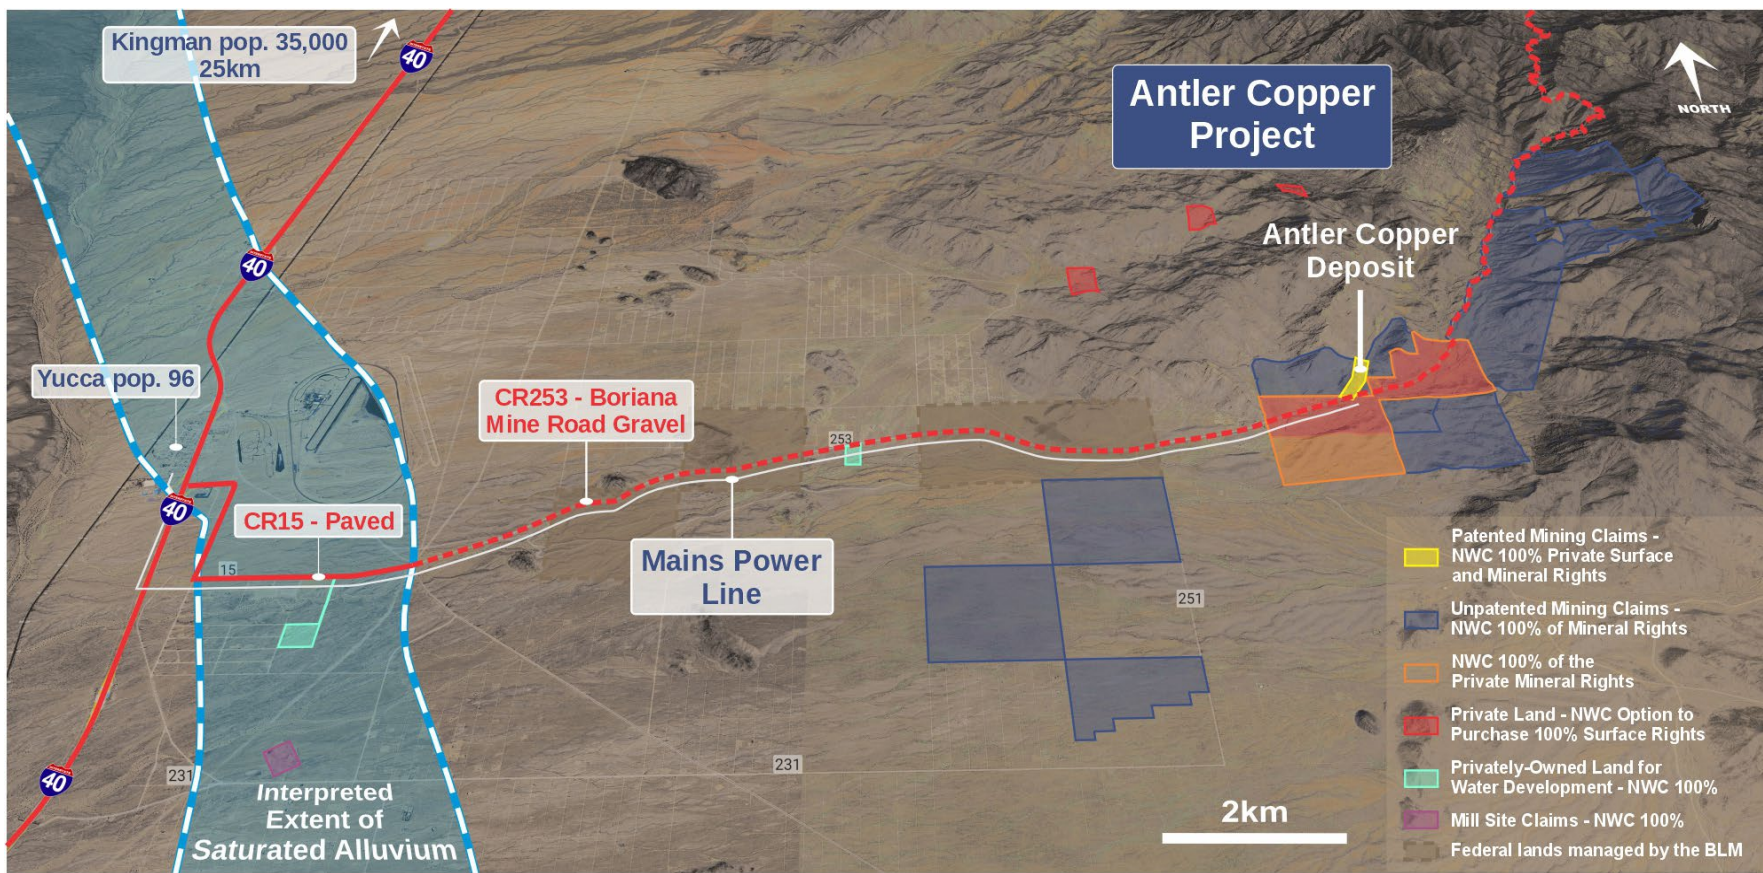 Kingman pop. 35,000
25km
40
Antler Copper
Project
NORTH
40
Antler Copper
Deposit
Yucca pop. 96
CR253 - Boriana
Mine Road Gravel
253
40
CR15 - Paved
15
Mains Power
Line
251
231
231
40
Interpreted
Extent of
Saturated Alluvium
2km
Patented Mining Claims -
NWC 100% Private Surface
and Mineral Rights
Unpatented Mining Claims -
NWC 100% of Mineral Rights
NWC 100% of the
Private Mineral Rights
Private Land - NWC Option to
Purchase 100% Surface Rights
Privately-Owned Land for
Water Development - NWC 100%
Mill Site Claims - NWC 100%
Federal lands managed by the BLM